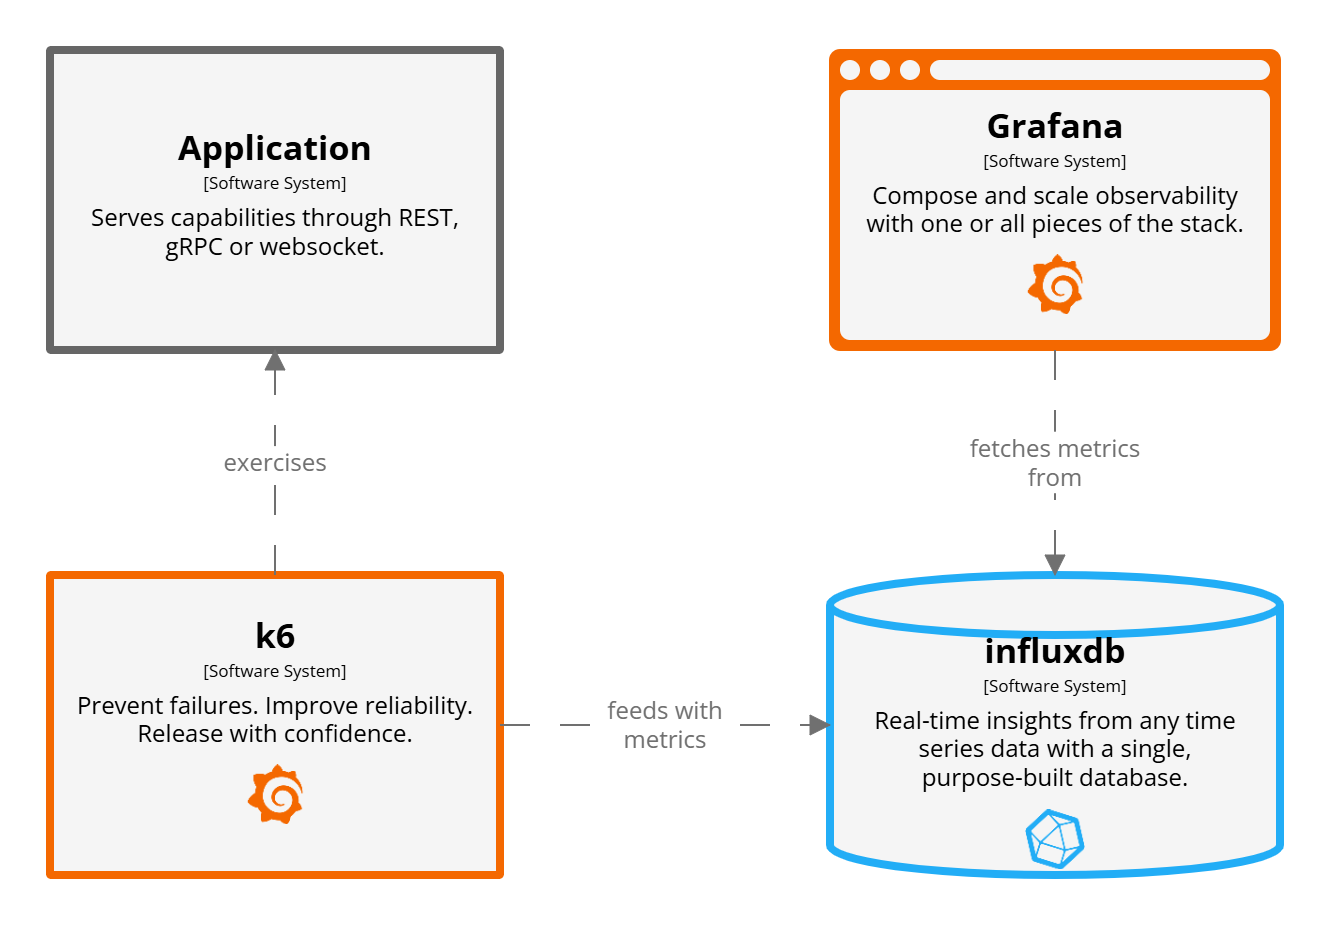 Application
[Software System]
Serves capabilities through REST,
gRPC or websocket.
Grafana
[Software System]
Compose and scale observability
with one or all pieces of the stack.
exercises
fetches metrics
from
k6
[Software System]
Prevent failures. Improve reliability.
Release with confidence.
feeds with
metrics
influxdb
[Software System]
Real-time insights from any time
series data with a single,
purpose-built database.